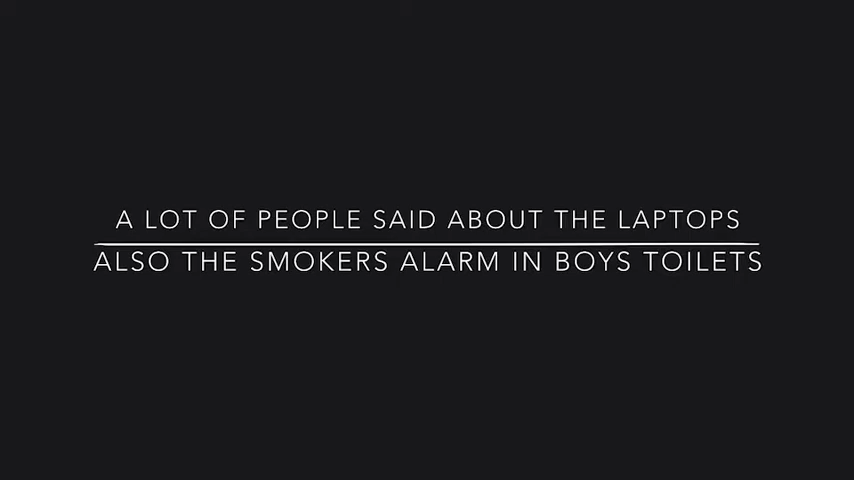 A LOT OF PEOPLE SAID ABOUT THE LAPTOPS
ALSO THE SMOKERS ALARM IN BOYS TOILETS